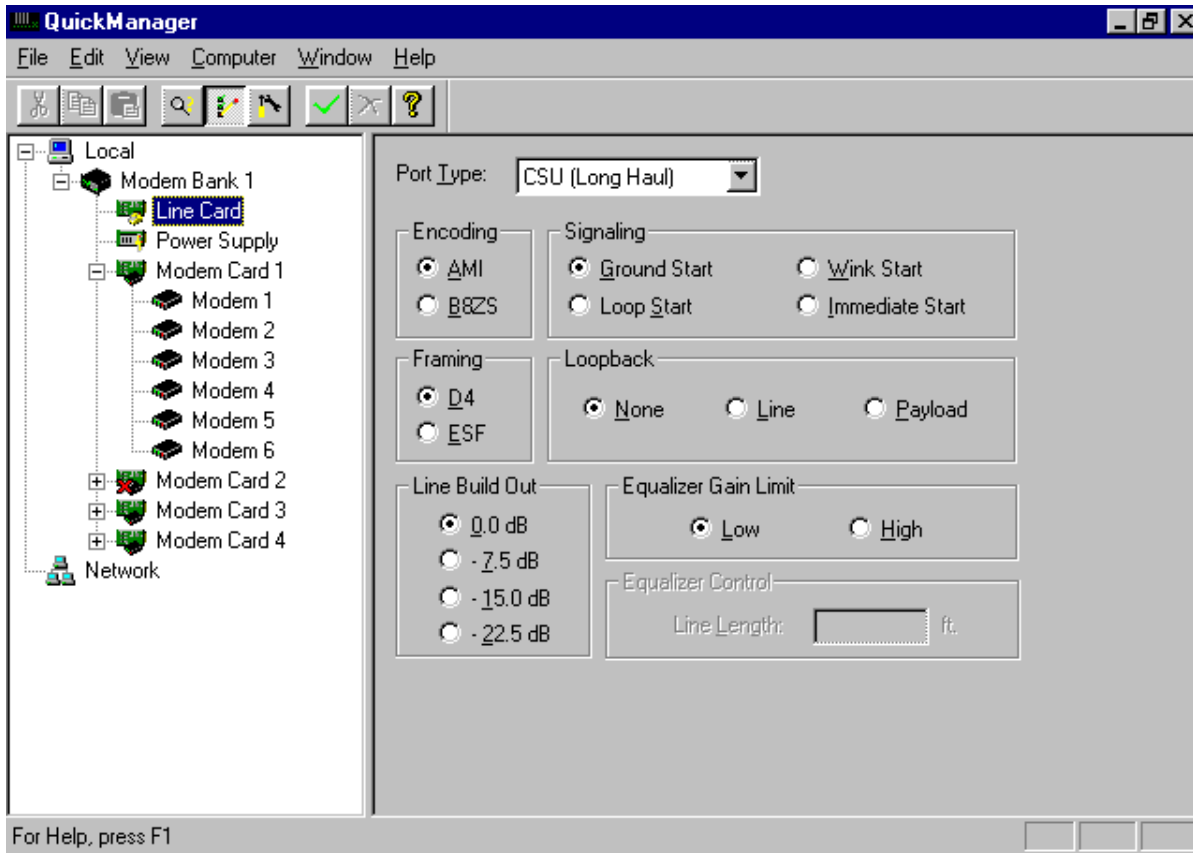 QuickManager
File Edit View Computer Window Help
Local
Modem Bank 1
Line Card
Power Supply
Modem Card 1
Modem 1
Modem 2
Modem 3
Modem 4
Modem 5
Modem 6
Modem Card 2
Modem Card 3
Modem Card 4
Network
Port Type: CSU (Long Haul)
Encoding
AMI
B8ZS
Signaling
Ground Start Wink Start
Loop Start Immediate Start
Framing
D4
ESF
Loopback
None Line Payload
Line Build Out
0.0 dB
- 7.5 dB
- 15.0 dB
- 22.5 dB
Equalizer Gain Limit
Low High
Equalizer Control
Line Length: ft.
For Help, press F1